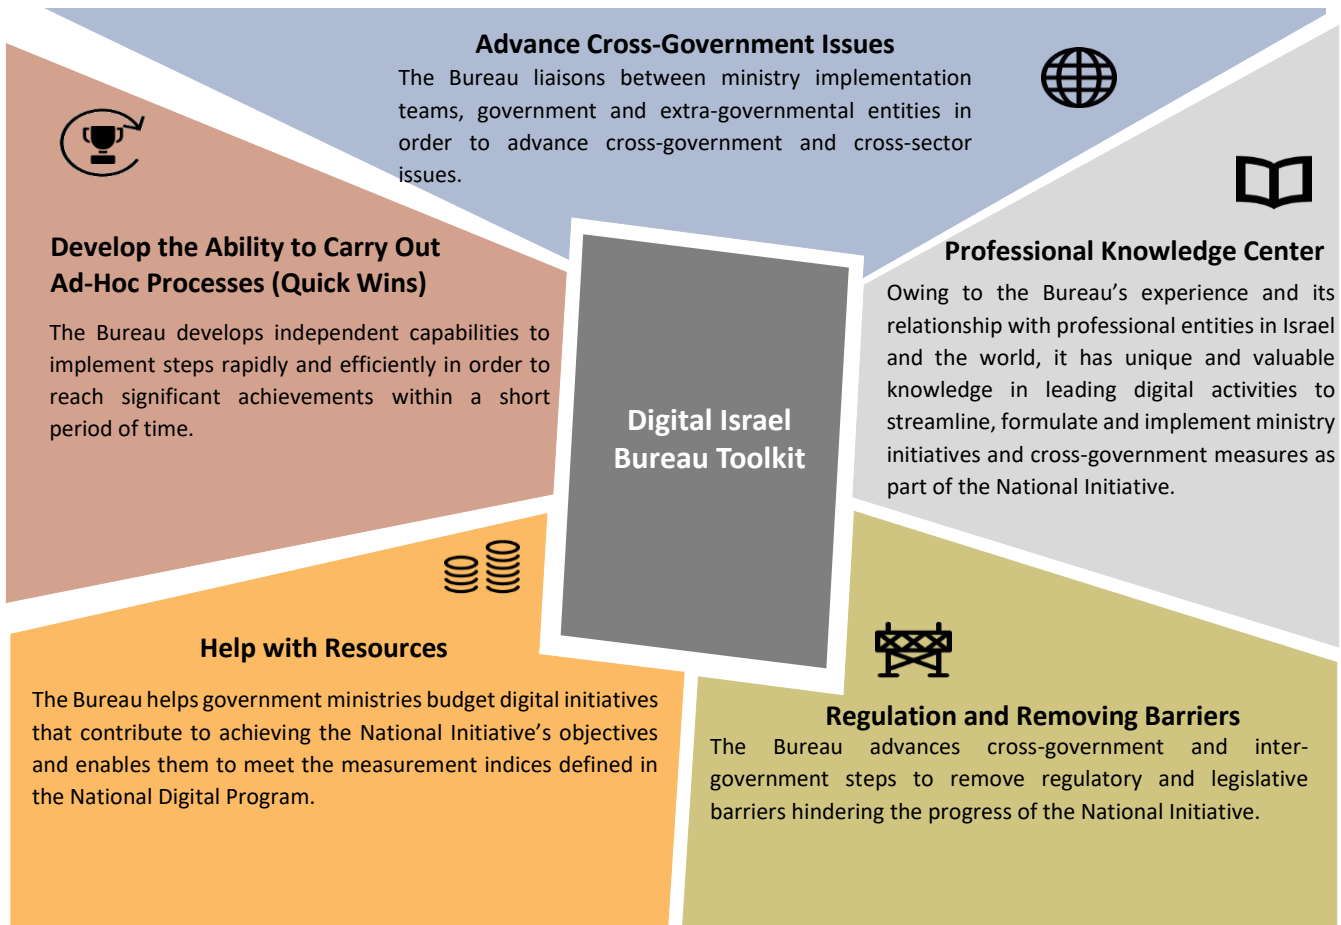 Advance Cross-Government Issues
The Bureau liaisons between ministry implementation
teams, government and extra-governmental entities in
order to advance cross-government and cross-sector
issues.
Develop the Ability to Carry Out
Ad-Hoc Processes (Quick Wins)
The Bureau develops independent capabilities to
implement steps rapidly and efficiently in order to
reach significant achievements within a short
period of time.
Professional Knowledge Center
Owing to the Bureau’s experience and its
relationship with professional entities in Israel
and the world, it has unique and valuable
knowledge in leading digital activities to
streamline, formulate and implement ministry
initiatives and cross-government measures as
part of the National Initiative.
Digital Israel
Bureau Toolkit
Help with Resources
The Bureau helps government ministries budget digital initiatives
that contribute to achieving the National Initiative’s objectives
and enables them to meet the measurement indices defined in
the National Digital Program.
Regulation and Removing Barriers
The Bureau advances cross-government and inter-
government steps to remove regulatory and legislative
barriers hindering the progress of the National Initiative.